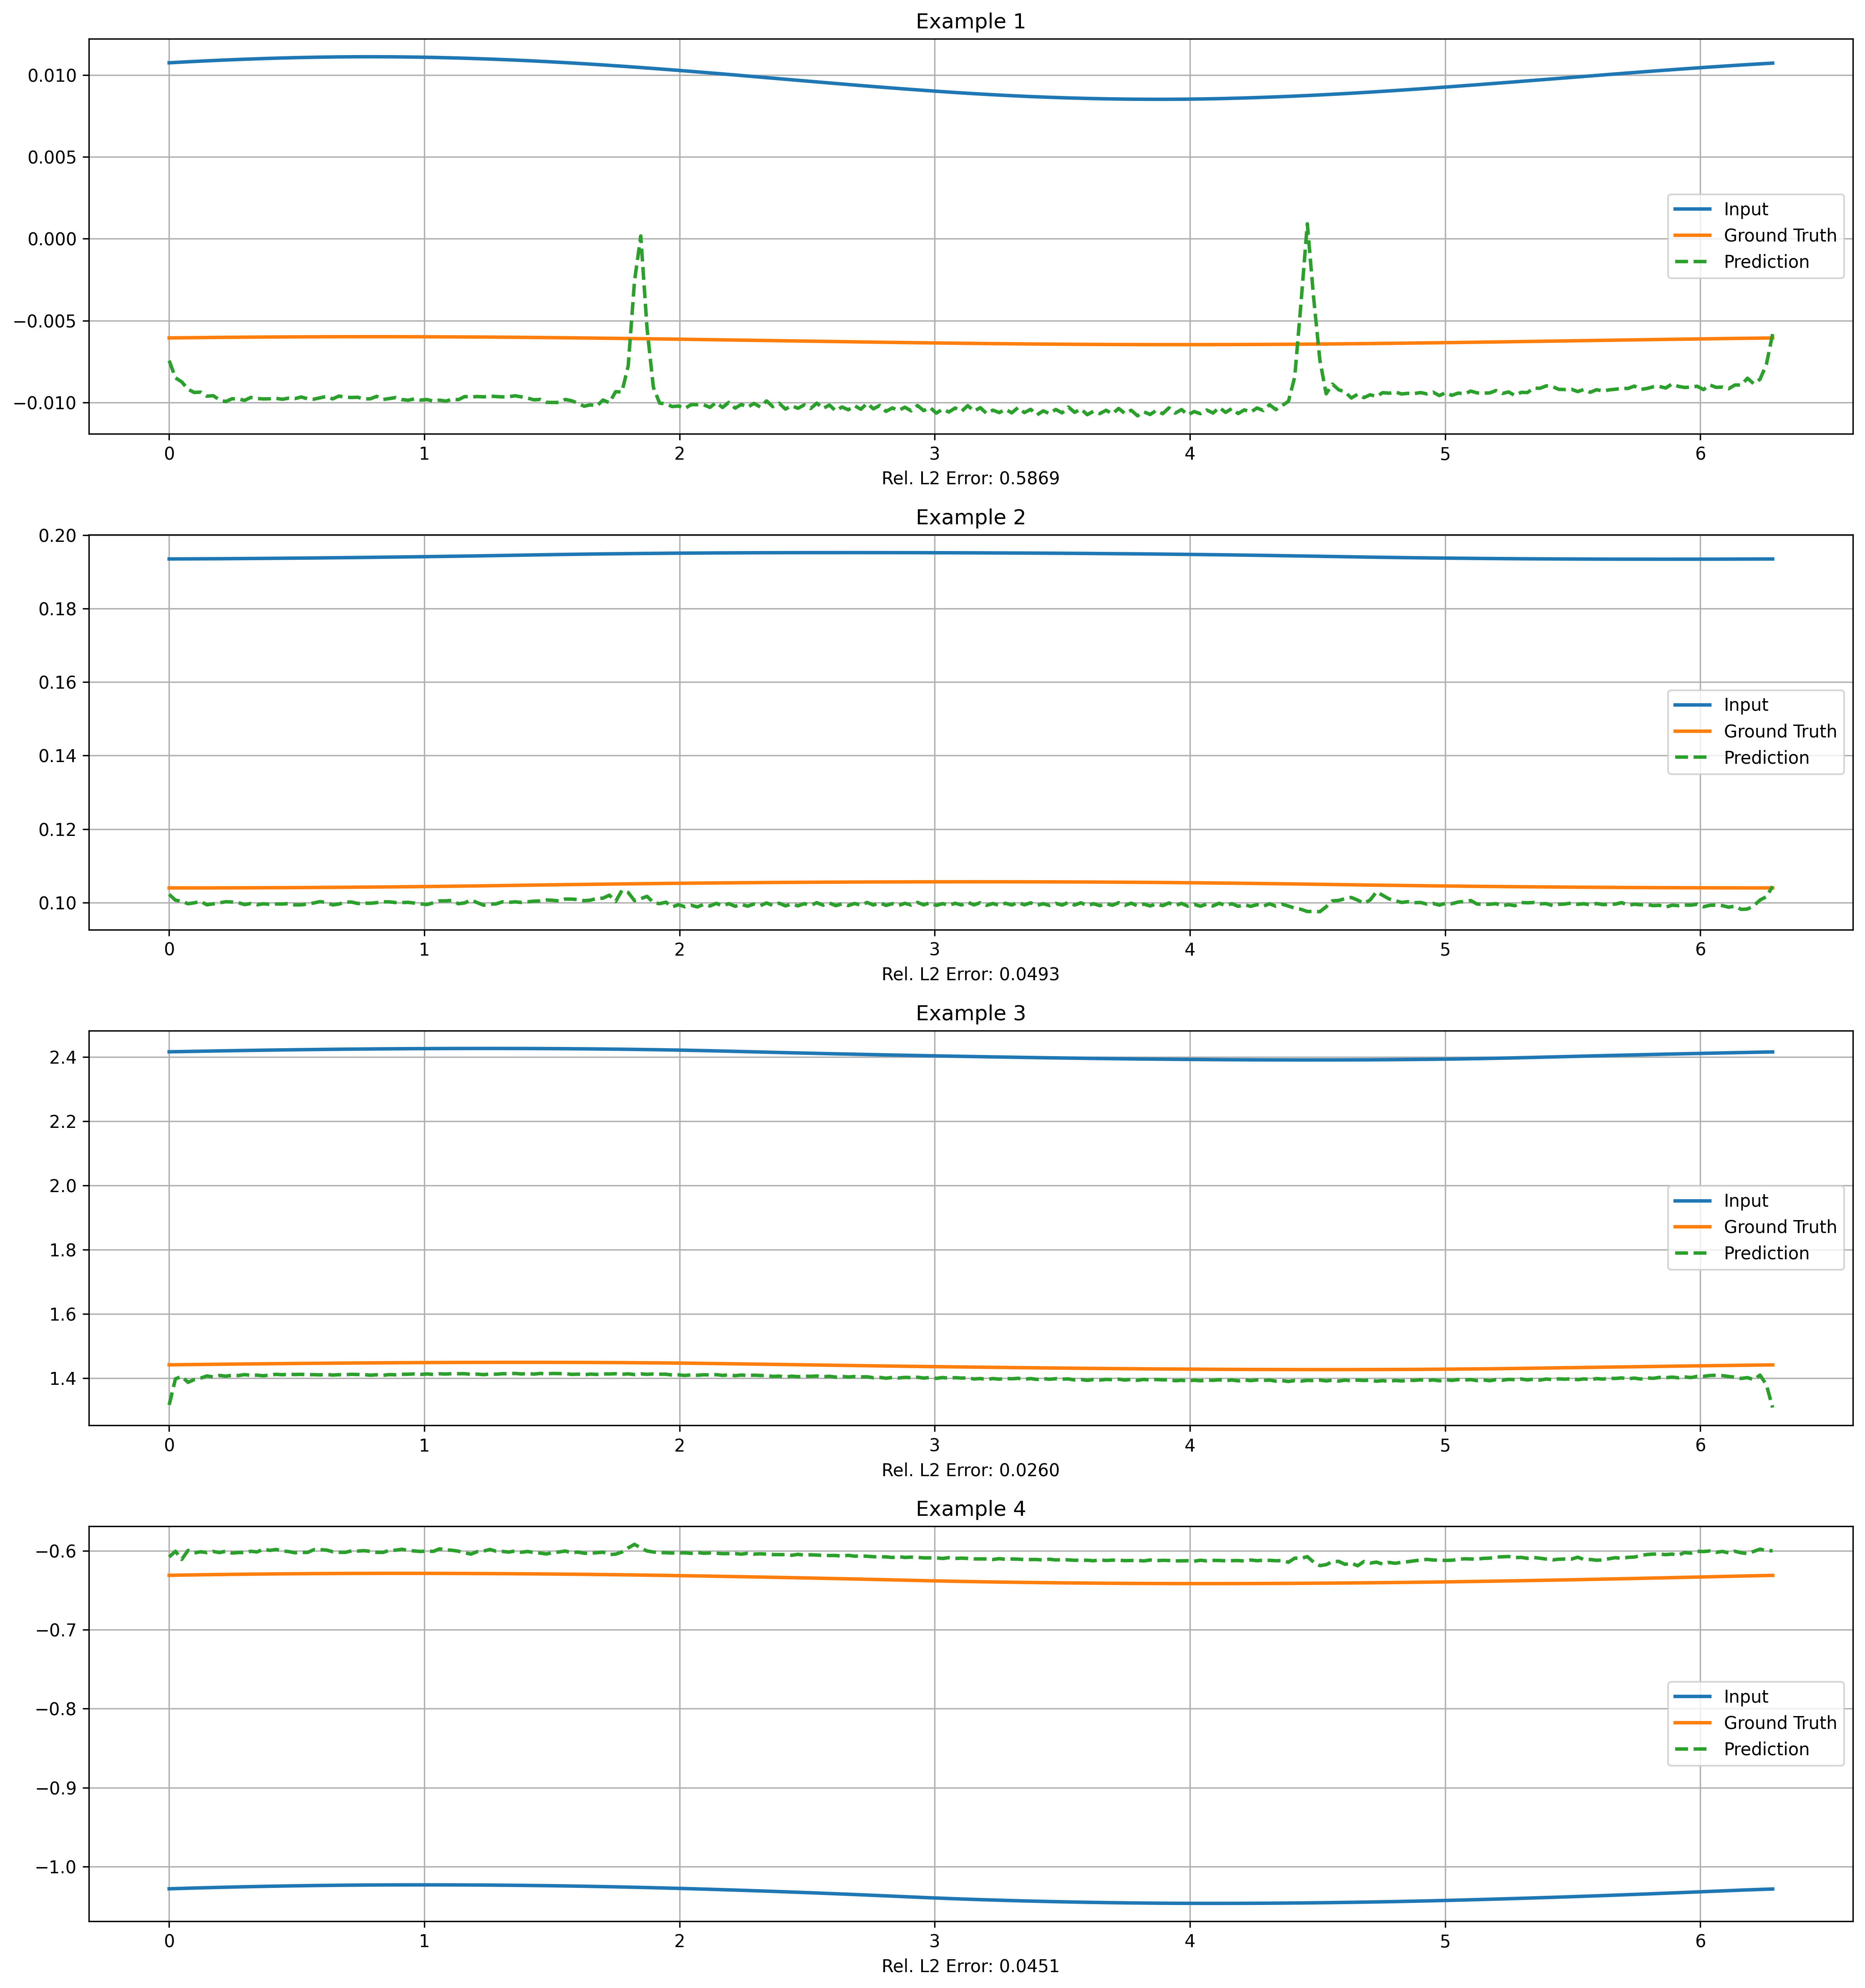 Example 1
0.010
0.005
0.000
−0.005
−0.010
Input
Ground Truth
Prediction
0 1 2 3 4 5 6
Rel. L2 Error: 0.5869
Example 2
0.20
0.18
0.16
0.14
0.12
0.10
Input
Ground Truth
Prediction
0 1 2 3 4 5 6
Rel. L2 Error: 0.0493
Example 3
2.4
2.2
2.0
1.8
1.6
1.4
Input
Ground Truth
Prediction
0 1 2 3 4 5 6
Rel. L2 Error: 0.0260
Example 4
−0.6
−0.7
−0.8
−0.9
−1.0
Input
Ground Truth
Prediction
0 1 2 3 4 5 6
Rel. L2 Error: 0.0451